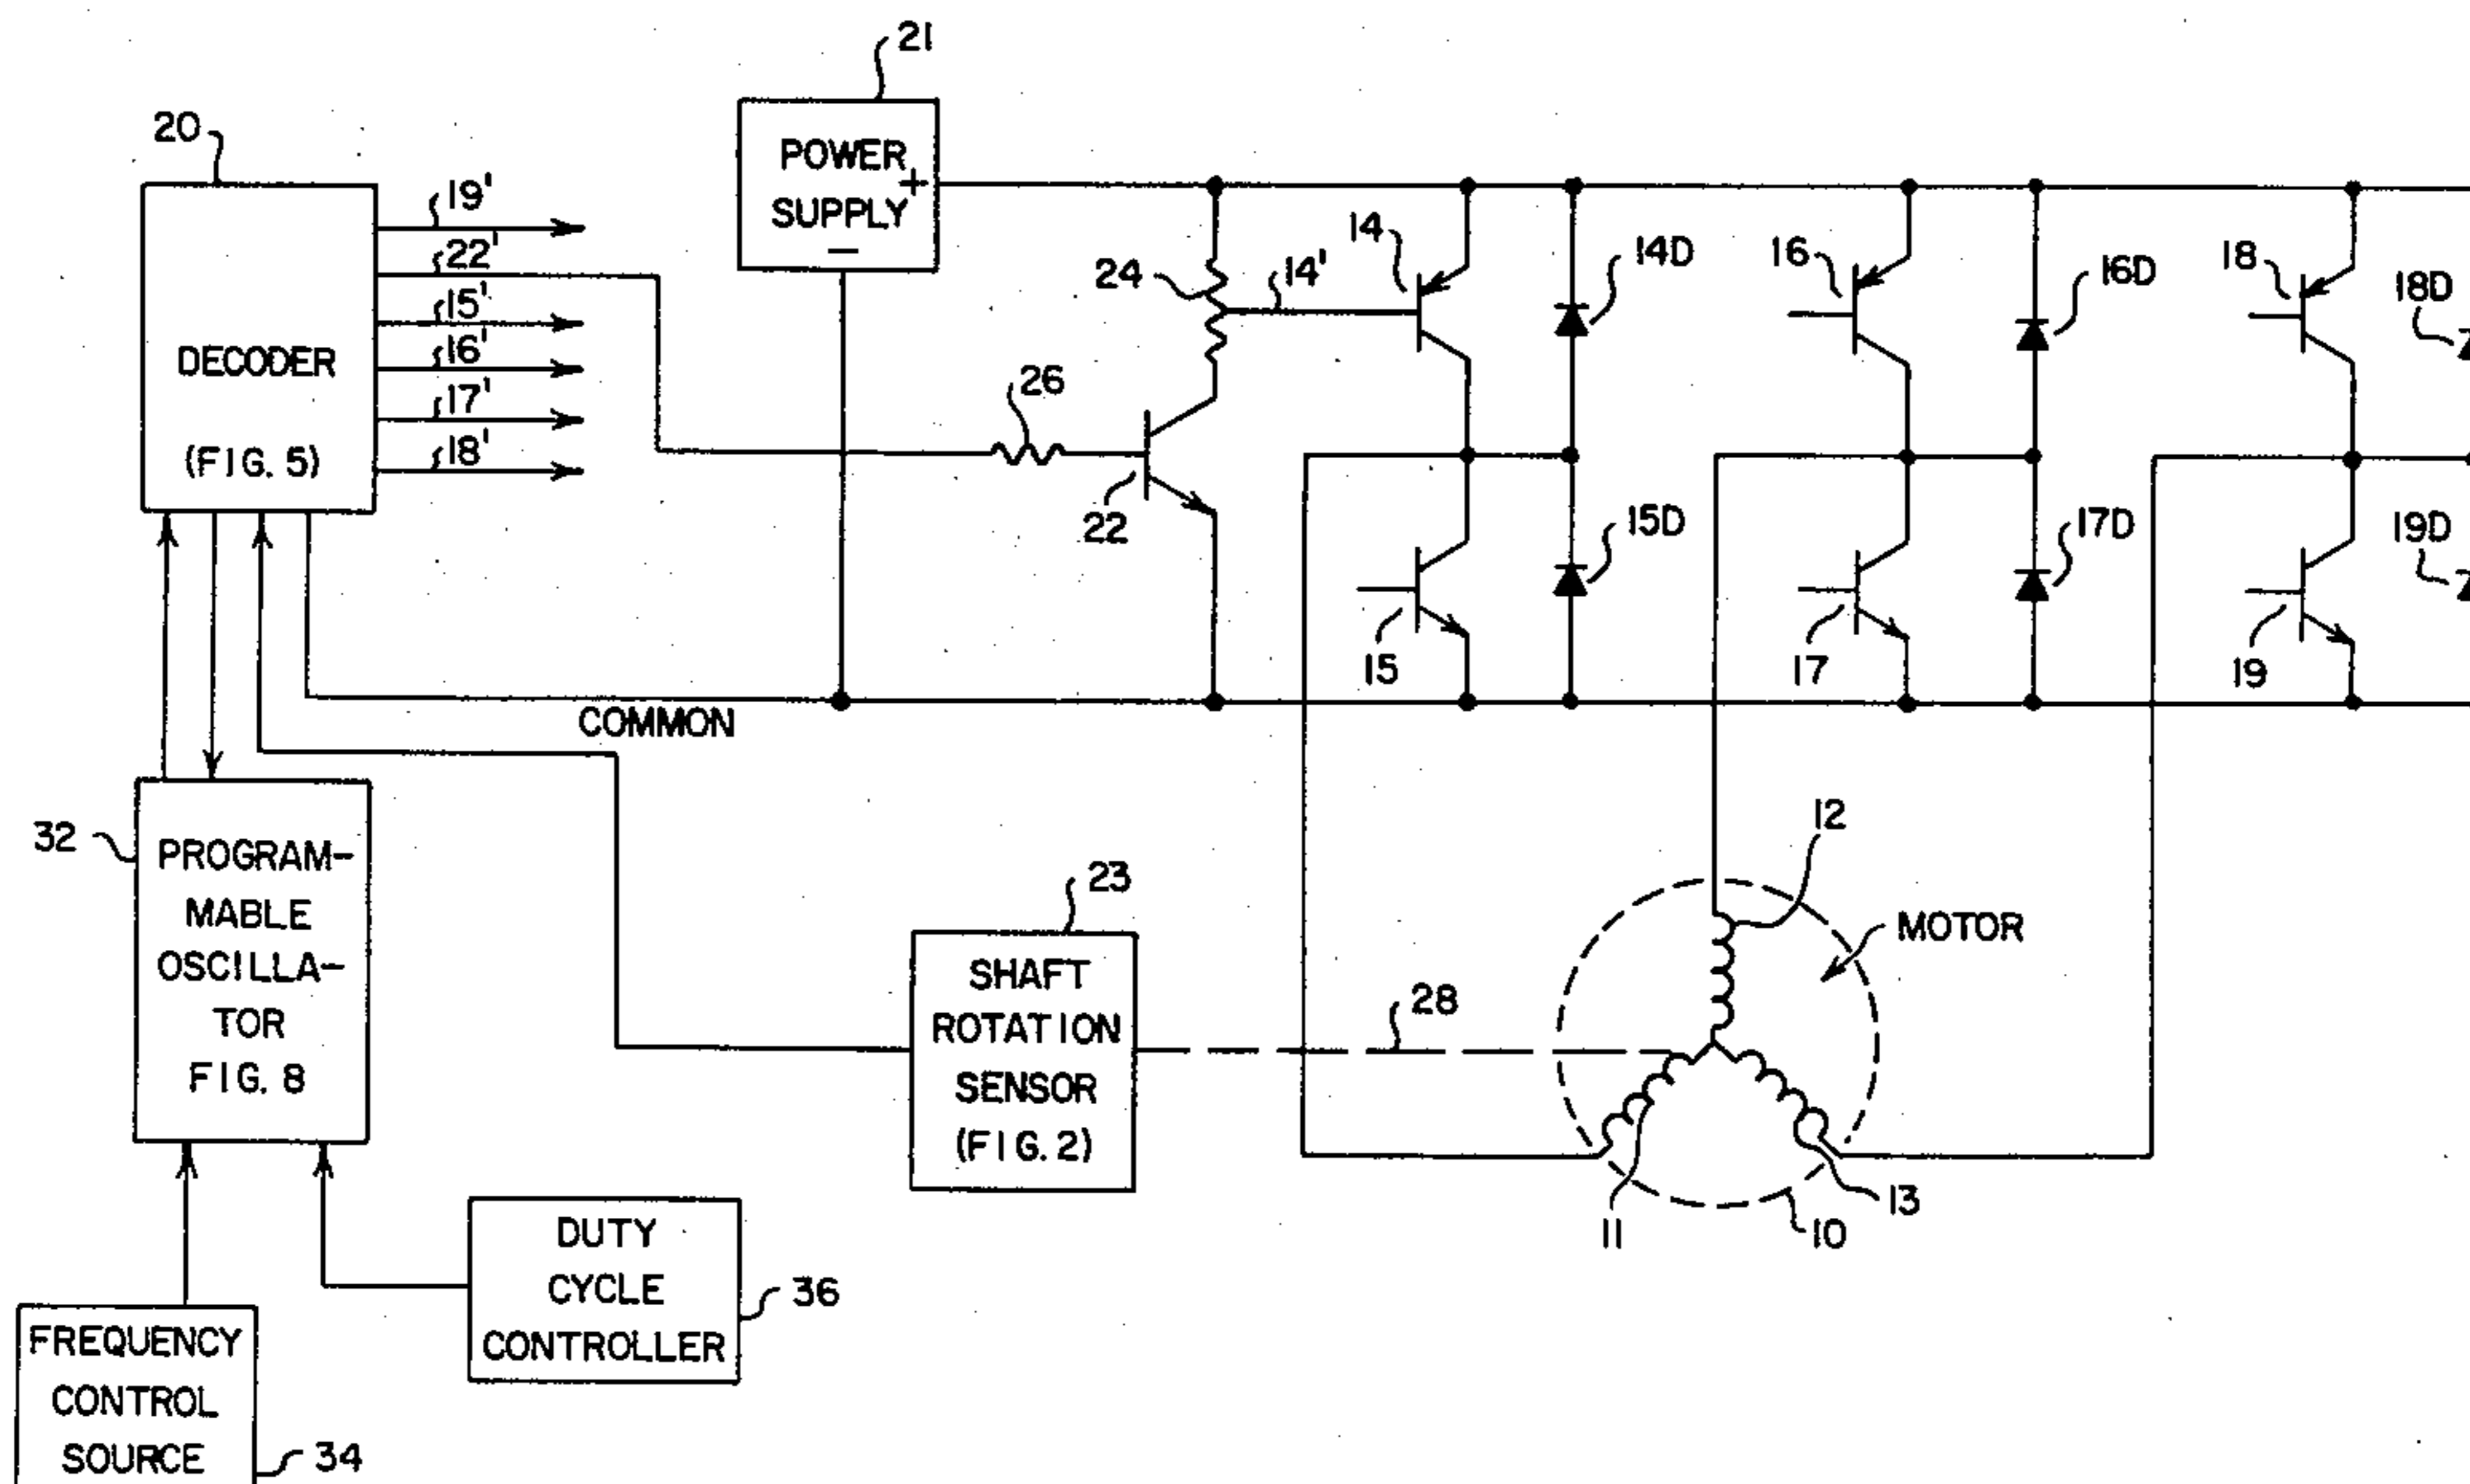 21
20
POWER
+
SUPPLY
−
19'
22'
15'
16'
17'
18'
DECODER
(FIG. 5)
14
14D
16
16D
18
18D
24
14'
26
22
15D
17D
19D
15
17
19
COMMON
32
PROGRAM-
MABLE
OSCILLA-
TOR
FIG. 8
12
23
MOTOR
SHAFT
ROTATION
SENSOR
(FIG. 2)
28
11
13
10
DUTY
CYCLE
CONTROLLER
36
FREQUENCY
CONTROL
SOURCE
34